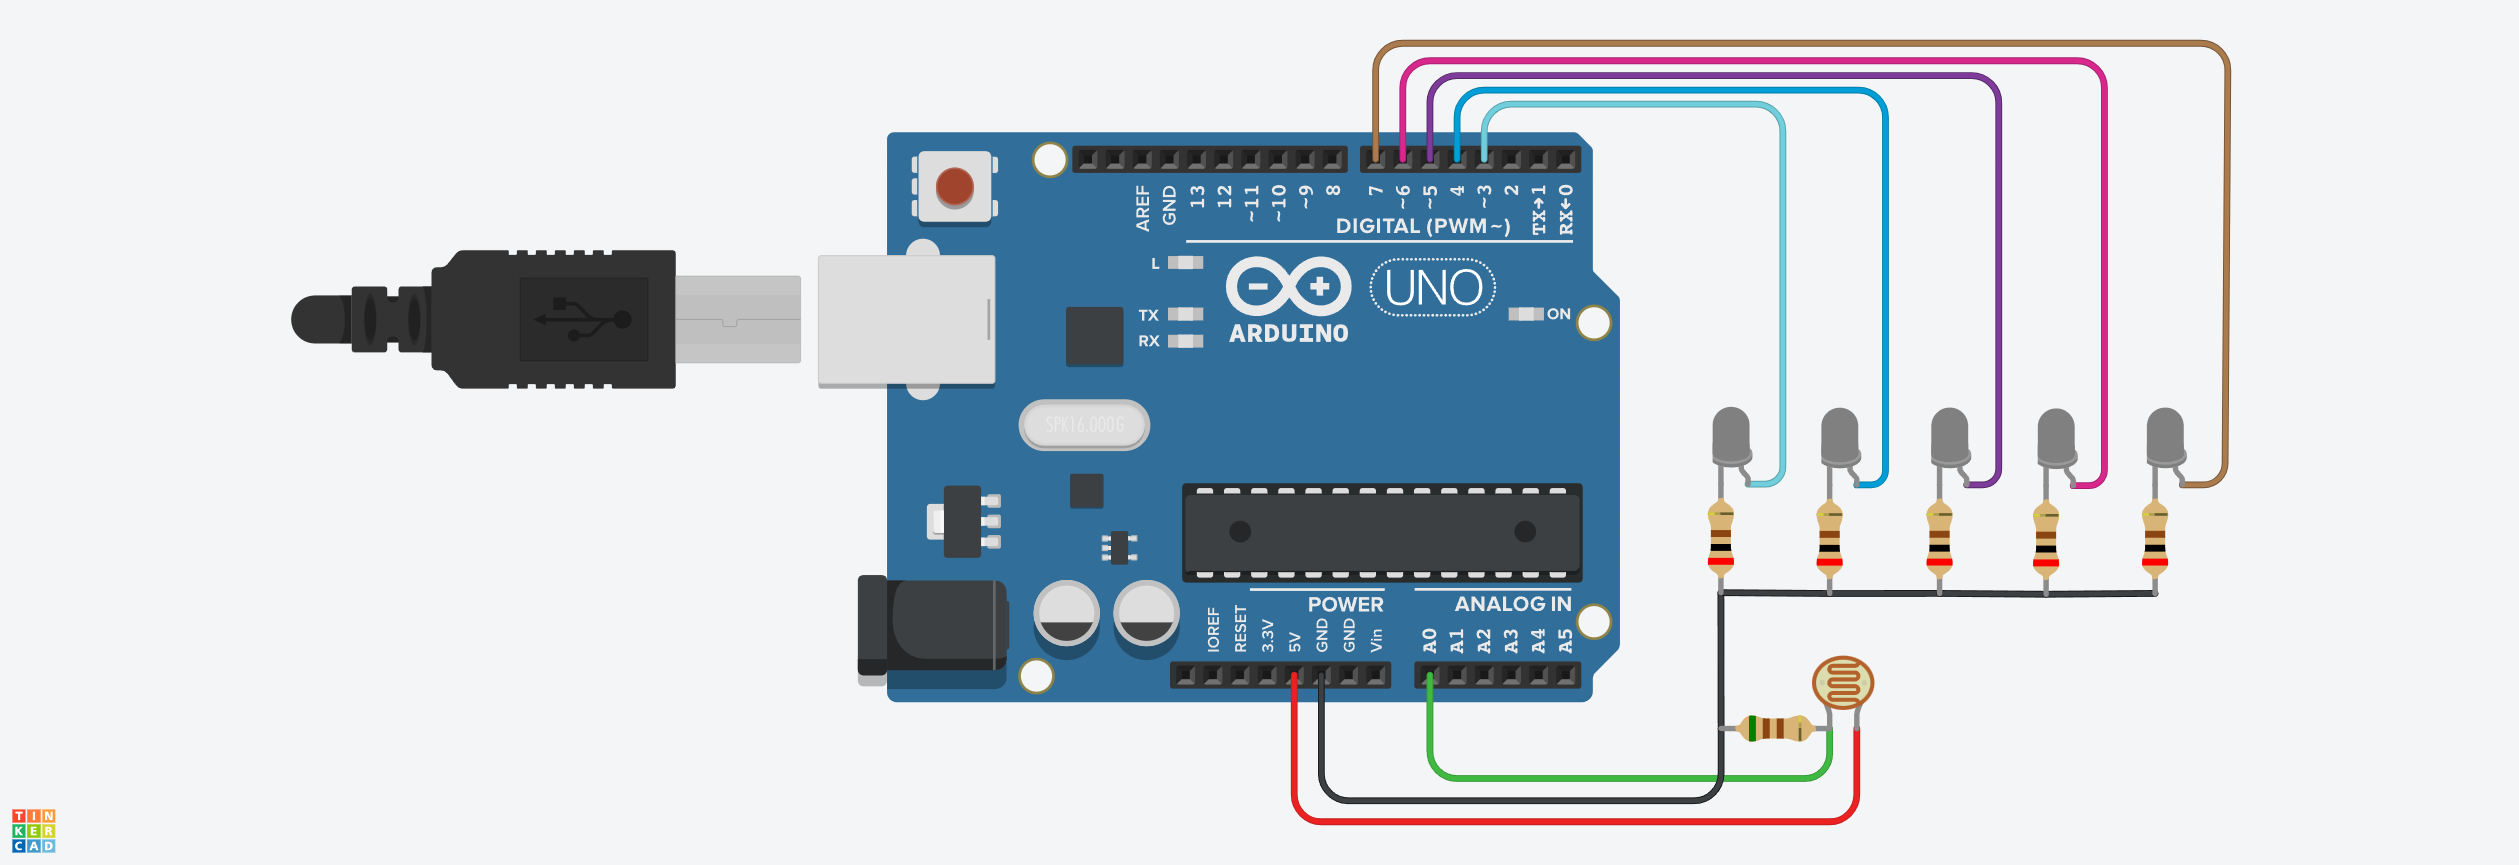 AREF
GND
13
12
~11
~10
~9
8
7
~6
~5
4
~3
2
TX→1
RX←0
DIGITAL (PWM ~)
L
TX
RX
ARDUINO
UNO
ON
SPK16.000G
POWER
ANALOG IN
IOREF
RESET
3.3V
5V
GND
GND
Vin
A0
A1
A2
A3
A4
A5
TIN
KER
CAD